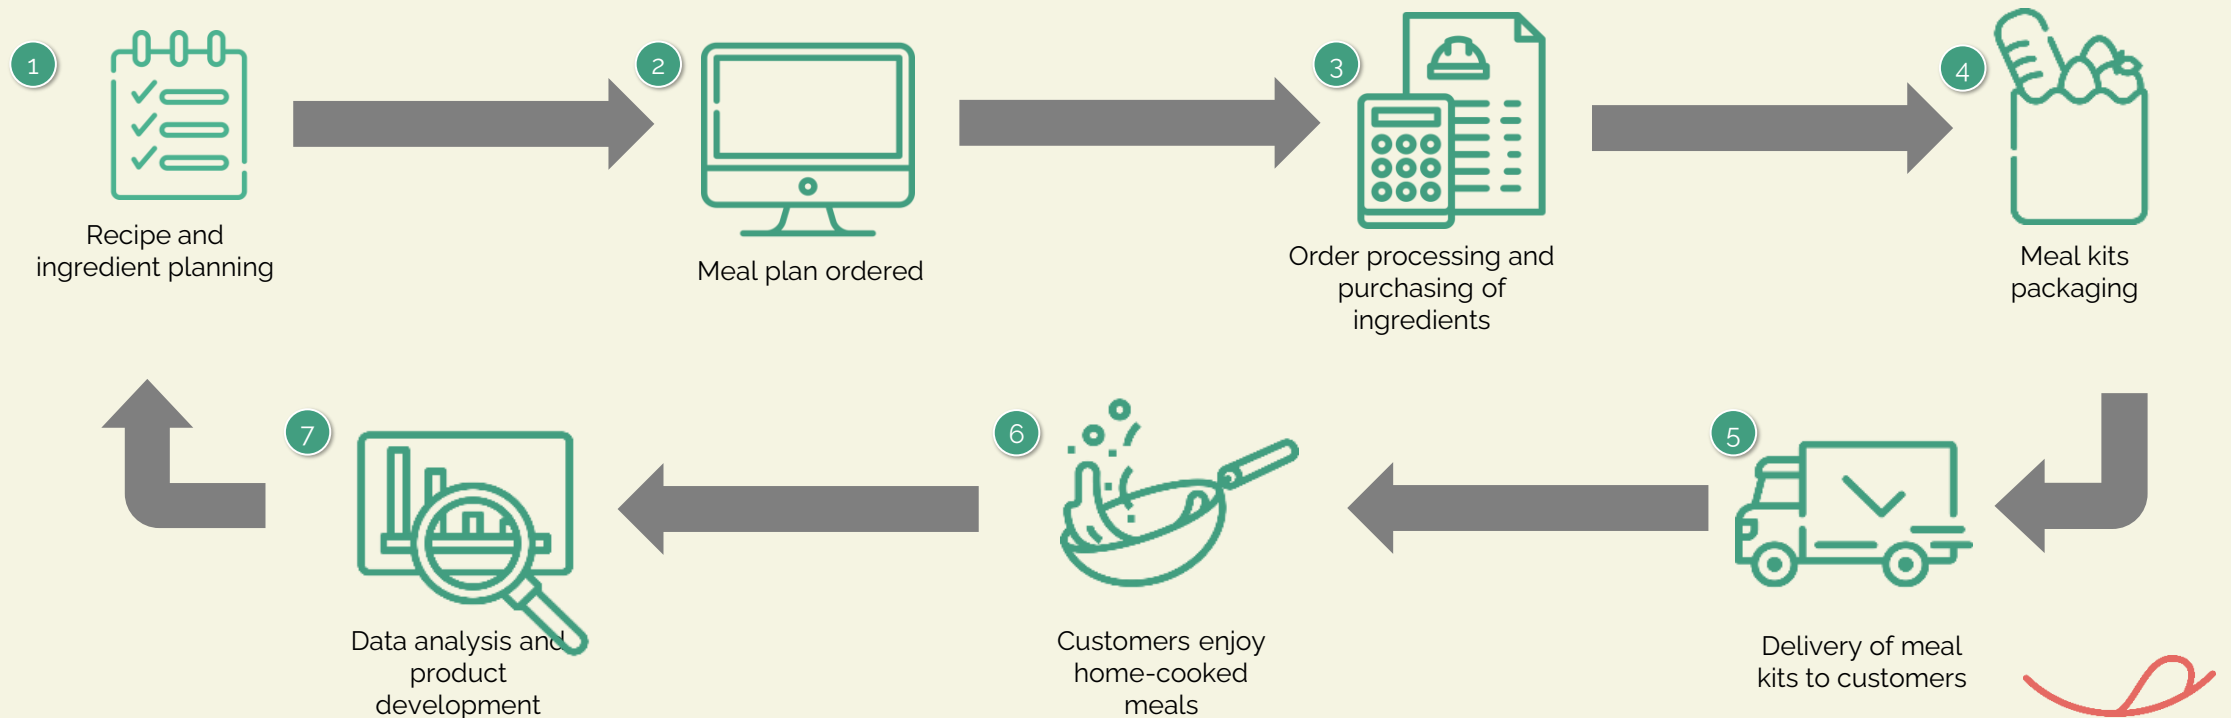 1
Recipe and
ingredient planning
2
Meal plan ordered
3
Order processing and
purchasing of
ingredients
4
Meal kits
packaging
5
Delivery of meal
kits to customers
6
Customers enjoy
home-cooked
meals
7
Data analysis and
product
development